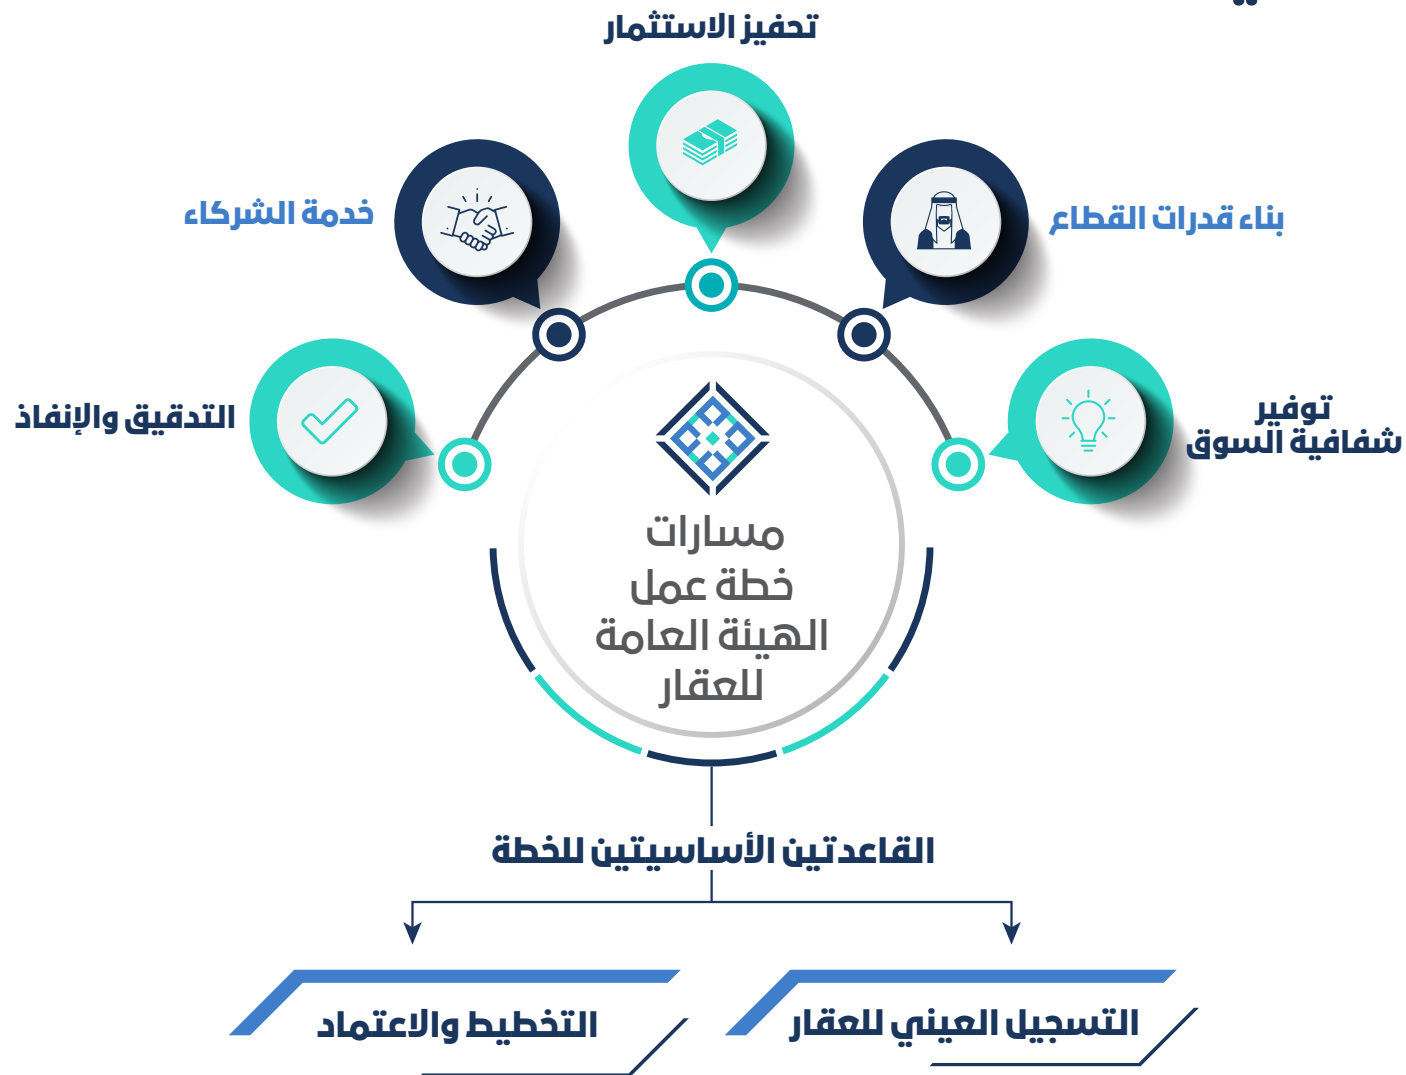 تحفيز الاستثمار
بناء قدرات القطاع
خدمة الشركاء
توفير
شفافية السوق
التدقيق والإنفاذ
مسارات
خطة عمل
الهيئة العامة
للعقار
القاعدتين الأساسيتين للخطة
التسجيل العيني للعقار
التخطيط والاعتماد